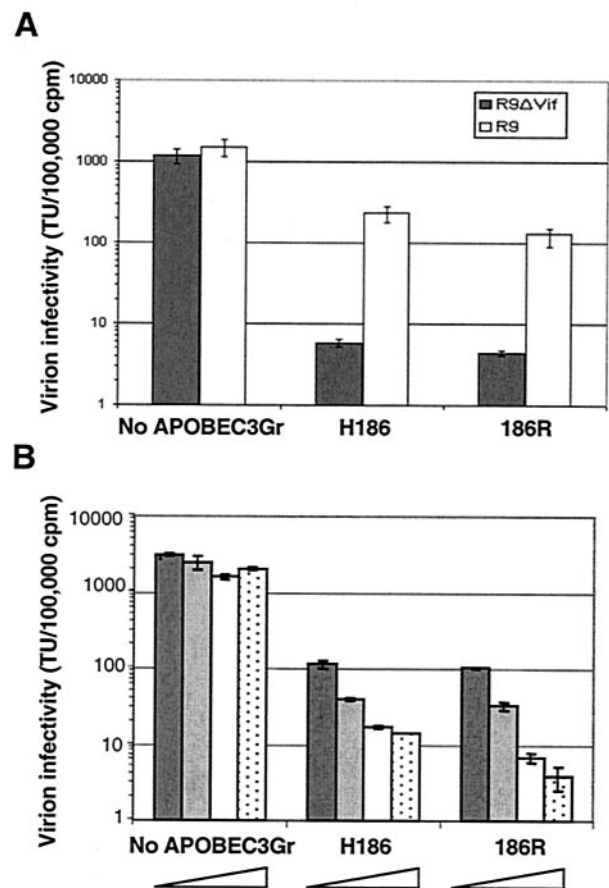 A
Virion infectivity (TU/100,000 cpm)
10000
1000
100
10
1
R9ΔVif
R9
No APOBEC3Gr H186 186R
B
Virion infectivity (TU/100,000 cpm)
10000
1000
100
10
1
No APOBEC3Gr H186 186R